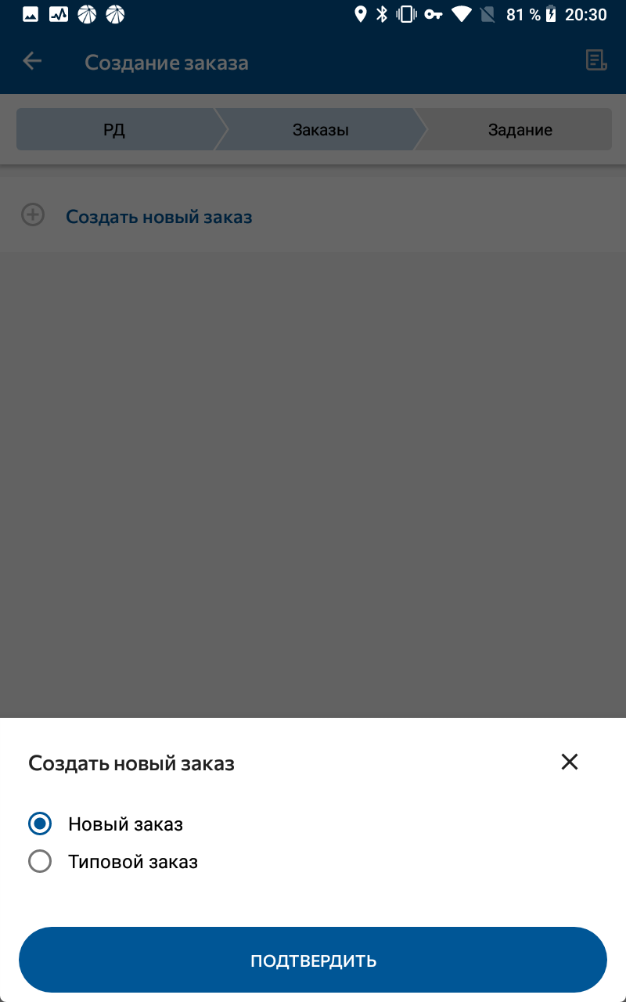 81 % 20:30
Создание заказа
РД Заказы Задание
Создать новый заказ
Создать новый заказ
Новый заказ
Типовой заказ
ПОДТВЕРДИТЬ